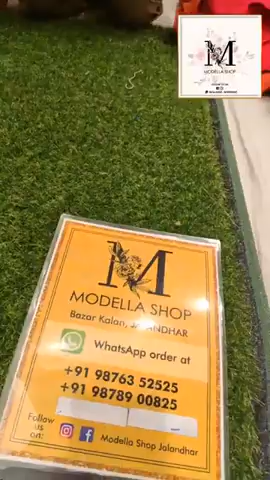 M
MODELLA SHOP
M
MODELLA SHOP
Bazar Kalan, JALANDHAR
WhatsApp order at
+91 98763 52525
+91 98789 00825
Follow us on:
Modella Shop Jalandhar